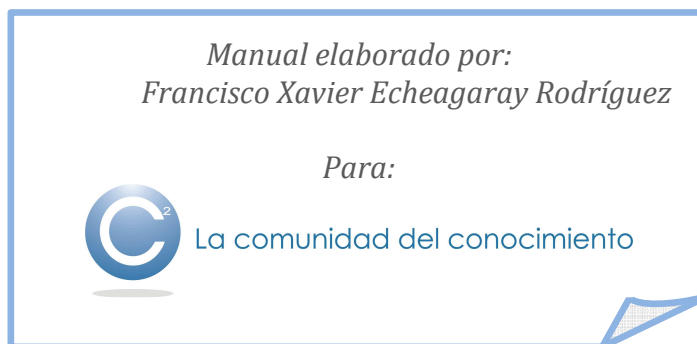 Manual elaborado por:
Francisco Xavier Echeagaray Rodríguez
Para:
C²
La comunidad del conocimiento